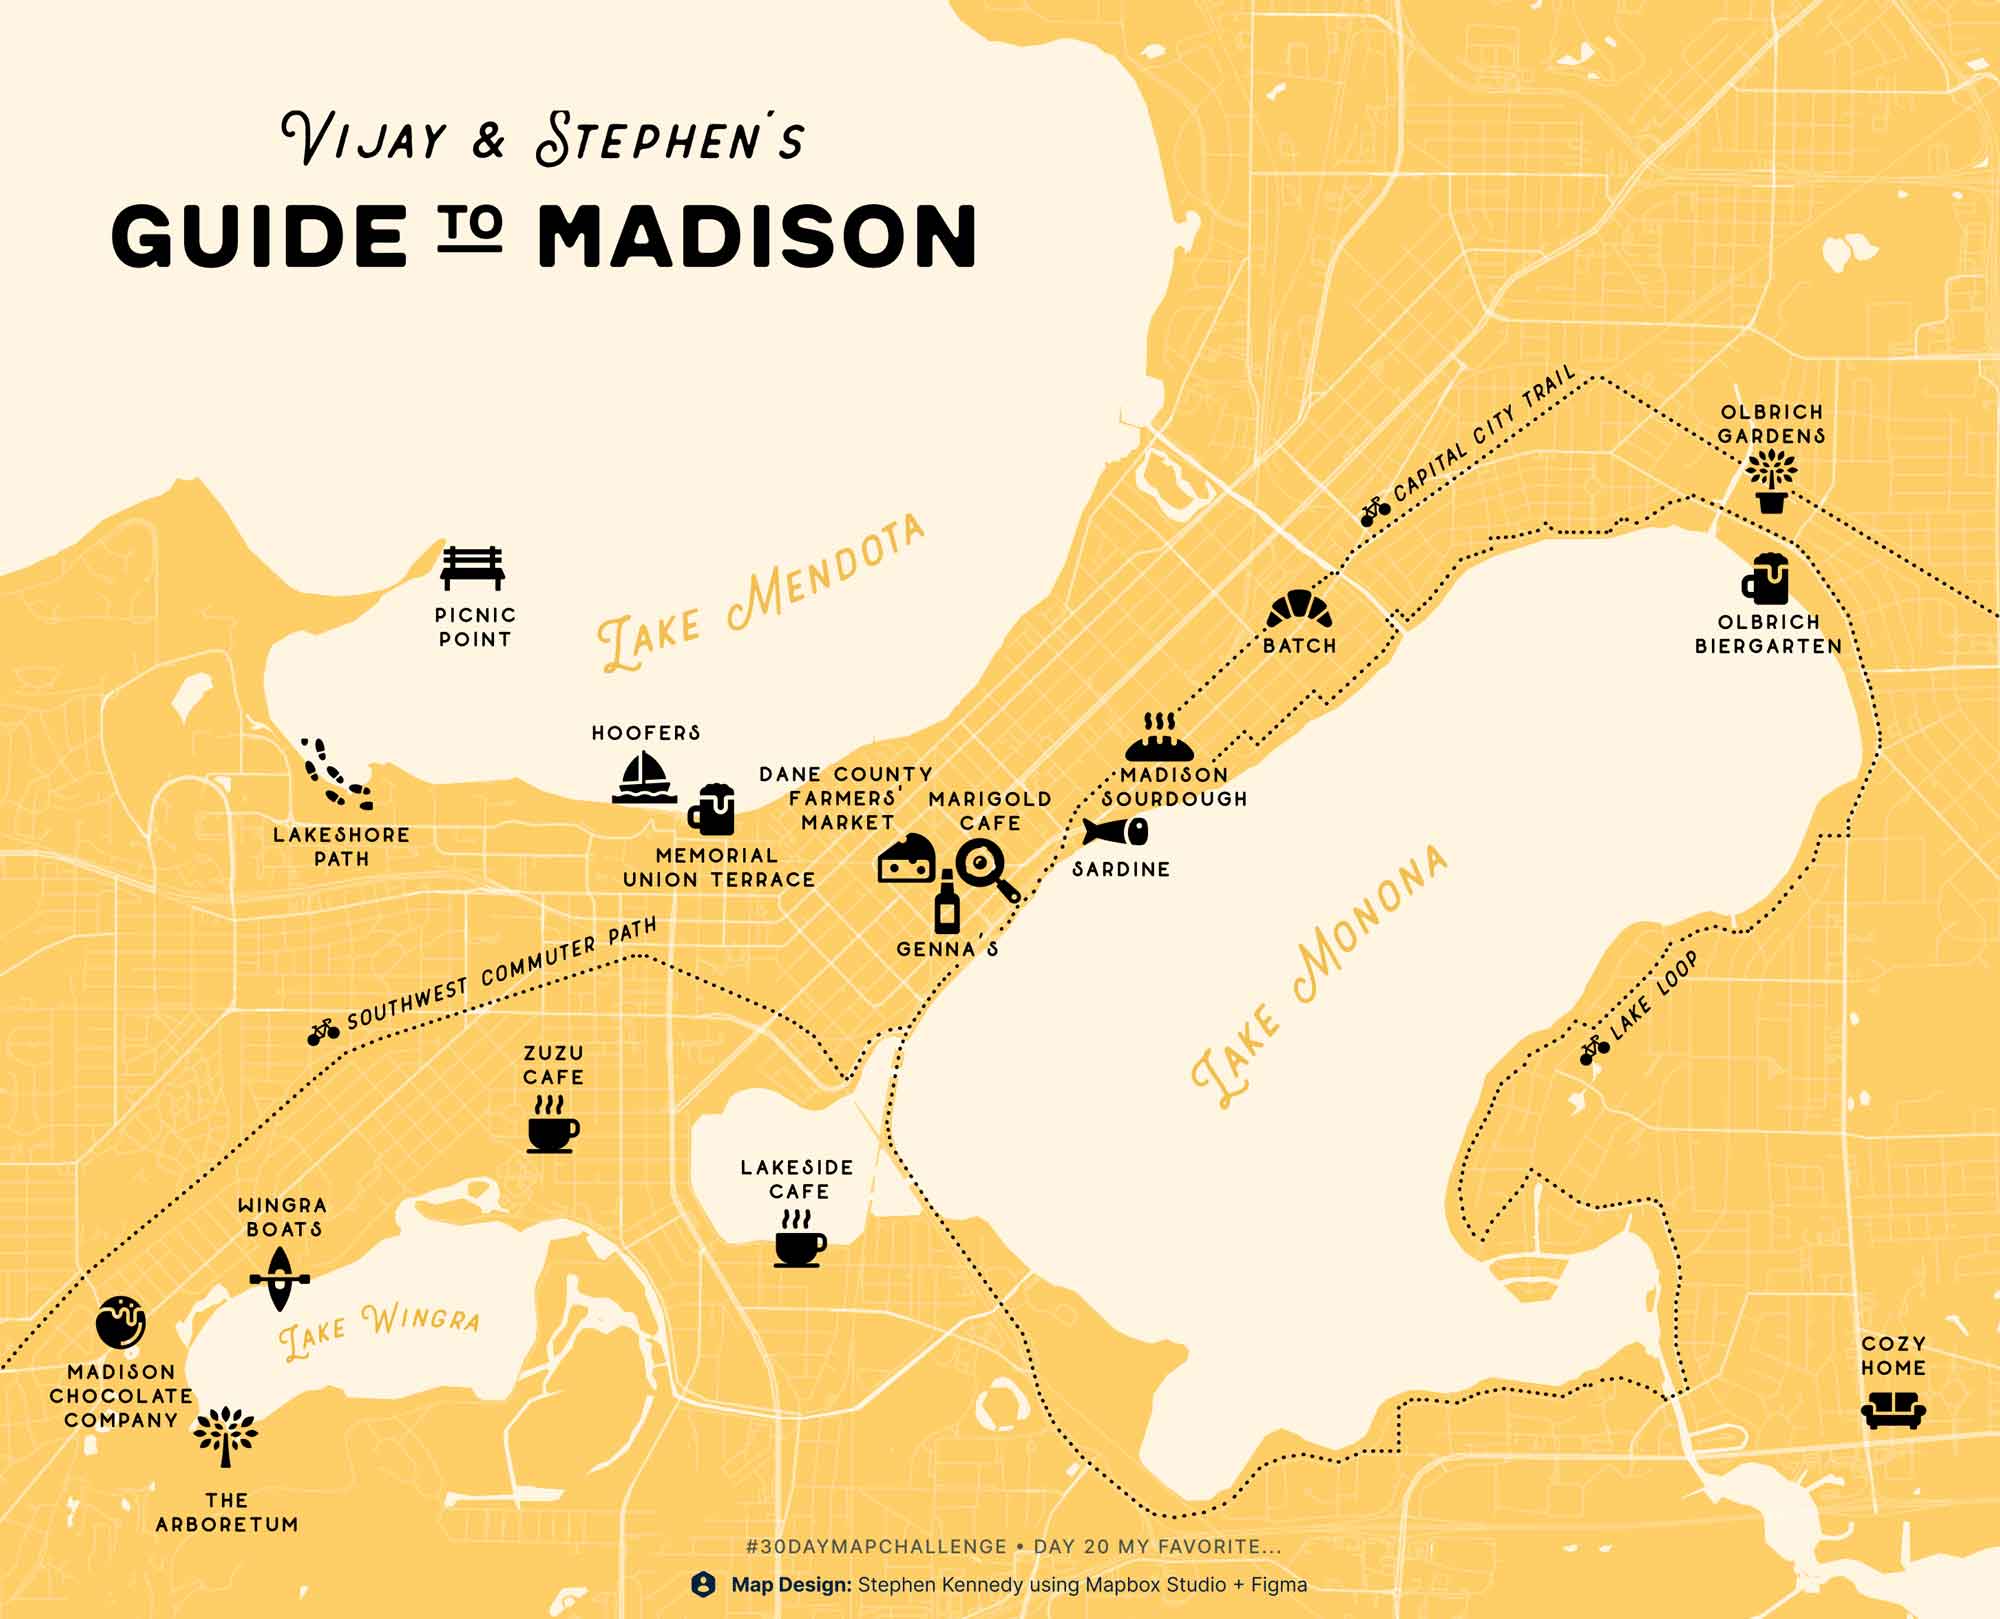 VIJAY & STEPHEN'S
GUIDE TO MADISON
CAPITAL CITY TRAIL
OLBRICH
GARDENS
LAKE MENDOTA
PICNIC
POINT
OLBRICH
BIERGARTEN
BATCH
HOOFERS
DANE COUNTY
FARMERS'
MARKET
MARIGOLD
CAFE
MADISON
SOURDOUGH
LAKESHORE
PATH
MEMORIAL
UNION TERRACE
SARDINE
GENNA'S
LAKE MONONA
SOUTHWEST COMMUTER PATH
LAKE LOOP
ZUZU
CAFE
LAKESIDE
CAFE
WINGRA
BOATS
LAKE WINGRA
MADISON
CHOCOLATE
COMPANY
COZY
HOME
THE
ARBORETUM
#30DAYMAPCHALLENGE • DAY 20 MY FAVORITE...
Map Design: Stephen Kennedy using Mapbox Studio + Figma